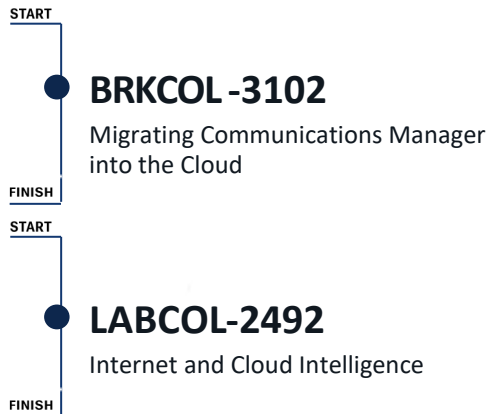 START
BRKCOL -3102
Migrating Communications Manager
into the Cloud
FINISH
START
LABCOL-2492
Internet and Cloud Intelligence
FINISH